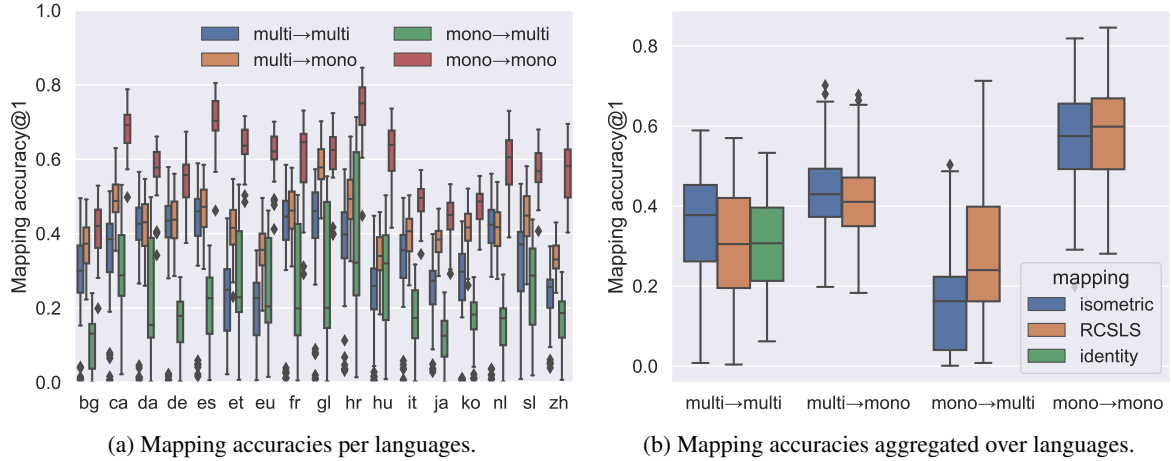 Mapping accuracy@1
1.0
0.8
0.6
0.4
0.2
0.0
multi→multi
multi→mono
mono→multi
mono→mono
bg ca da de es et eu fr gl hr hu it ja ko nl sl zh
(a) Mapping accuracies per languages.
Mapping accuracy@1
0.8
0.6
0.4
0.2
0.0
mapping
isometric
RCSLS
identity
multi→multi multi→mono mono→multi mono→mono
(b) Mapping accuracies aggregated over languages.